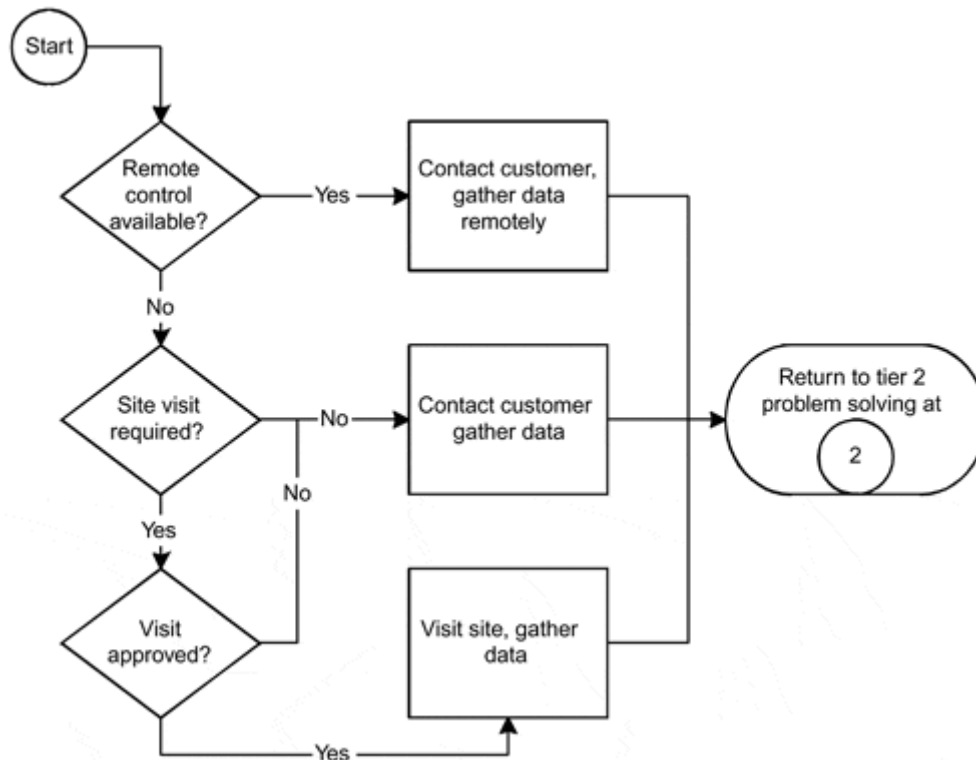 Start
Remote
control
available?
Yes
Contact customer,
gather data
remotely
No
Site visit
required?
No
Contact customer
gather data
Return to tier 2
problem solving at
2
No
Yes
Visit
approved?
Visit site, gather
data
Yes